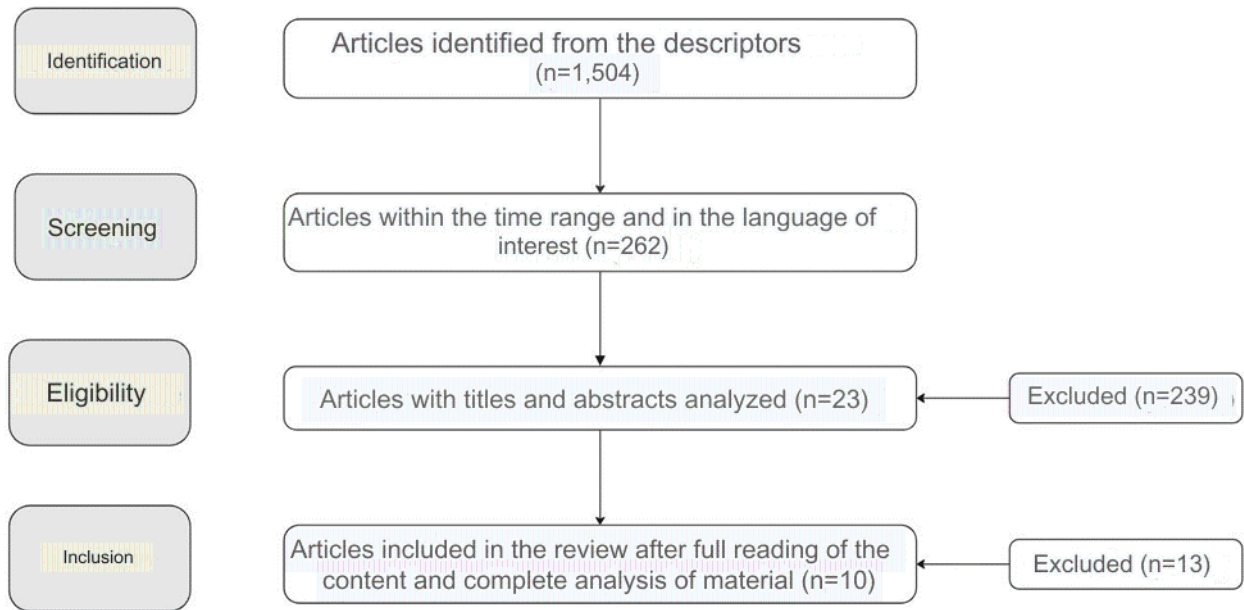 Identification
Articles identified from the descriptors
(n=1,504)
Screening
Articles within the time range and in the language of
interest (n=262)
Eligibility
Articles with titles and abstracts analyzed (n=23)
Excluded (n=239)
Inclusion
Articles included in the review after full reading of the
content and complete analysis of material (n=10)
Excluded (n=13)